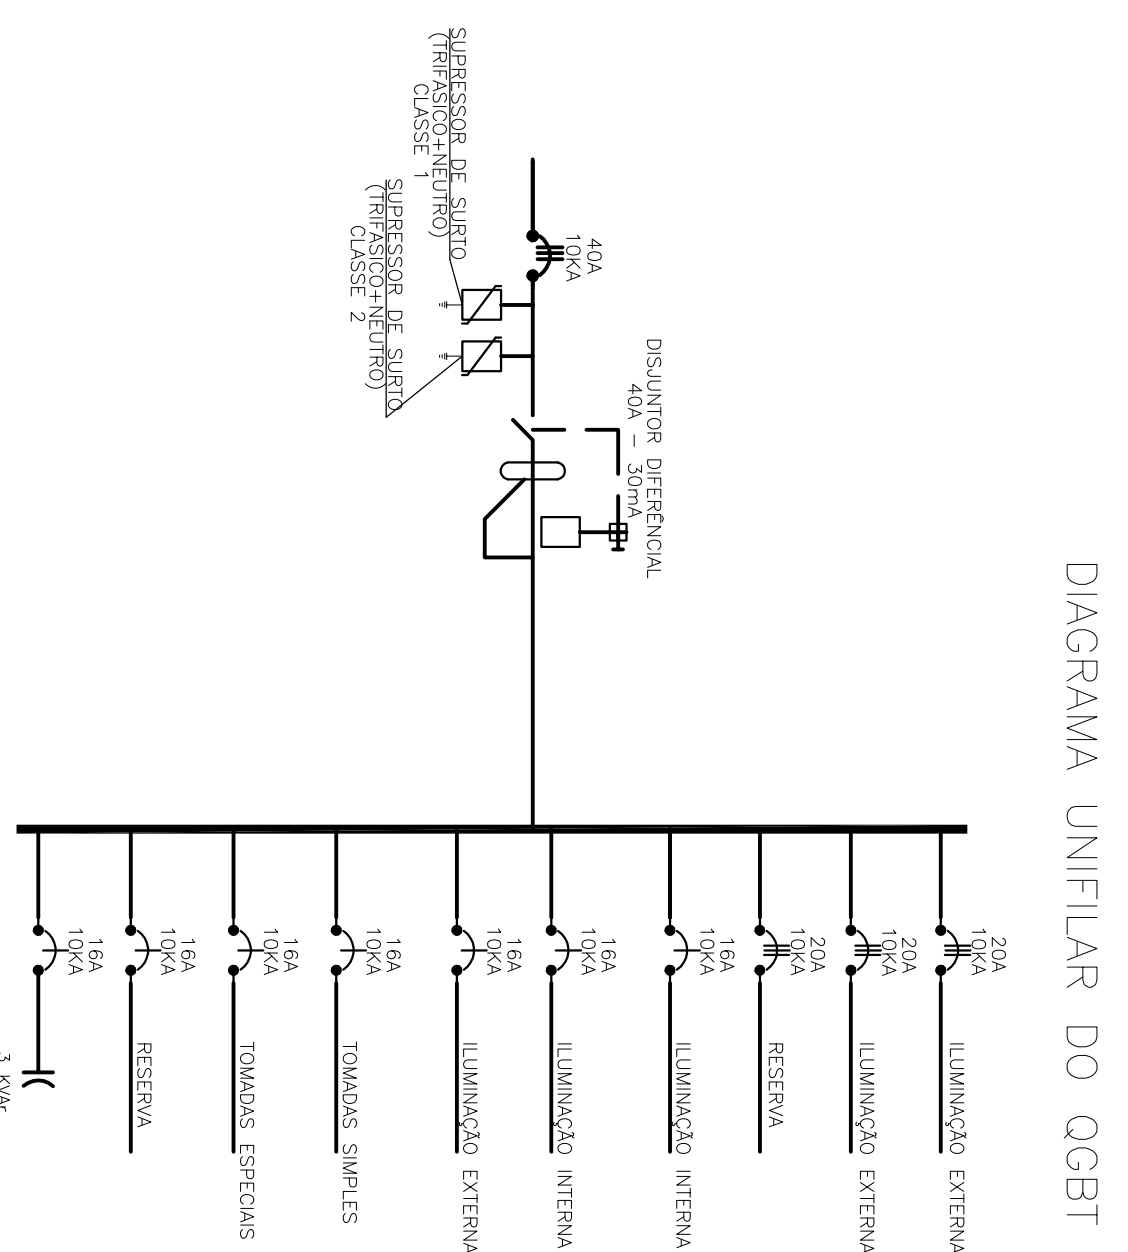 DIAGRAMA UNIFILAR DO QGBT
SUPRESSOR DE SURTO
(TRIFASICO+NEUTRO)
CLASSE 1
SUPRESSOR DE SURTO
(TRIFASICO+NEUTRO)
CLASSE 2
40A
10KA
DISJUNTOR DIFERÊNCIAL
40A - 30mA
20A
10KA
ILUMINAÇÃO EXTERNA
20A
10KA
ILUMINAÇÃO EXTERNA
20A
10KA
RESERVA
16A
10KA
ILUMINAÇÃO INTERNA
16A
10KA
ILUMINAÇÃO INTERNA
16A
10KA
ILUMINAÇÃO EXTERNA
16A
10KA
TOMADAS SIMPLES
16A
10KA
TOMADAS ESPECIAIS
16A
10KA
RESERVA
16A
10KA
3 KVAr